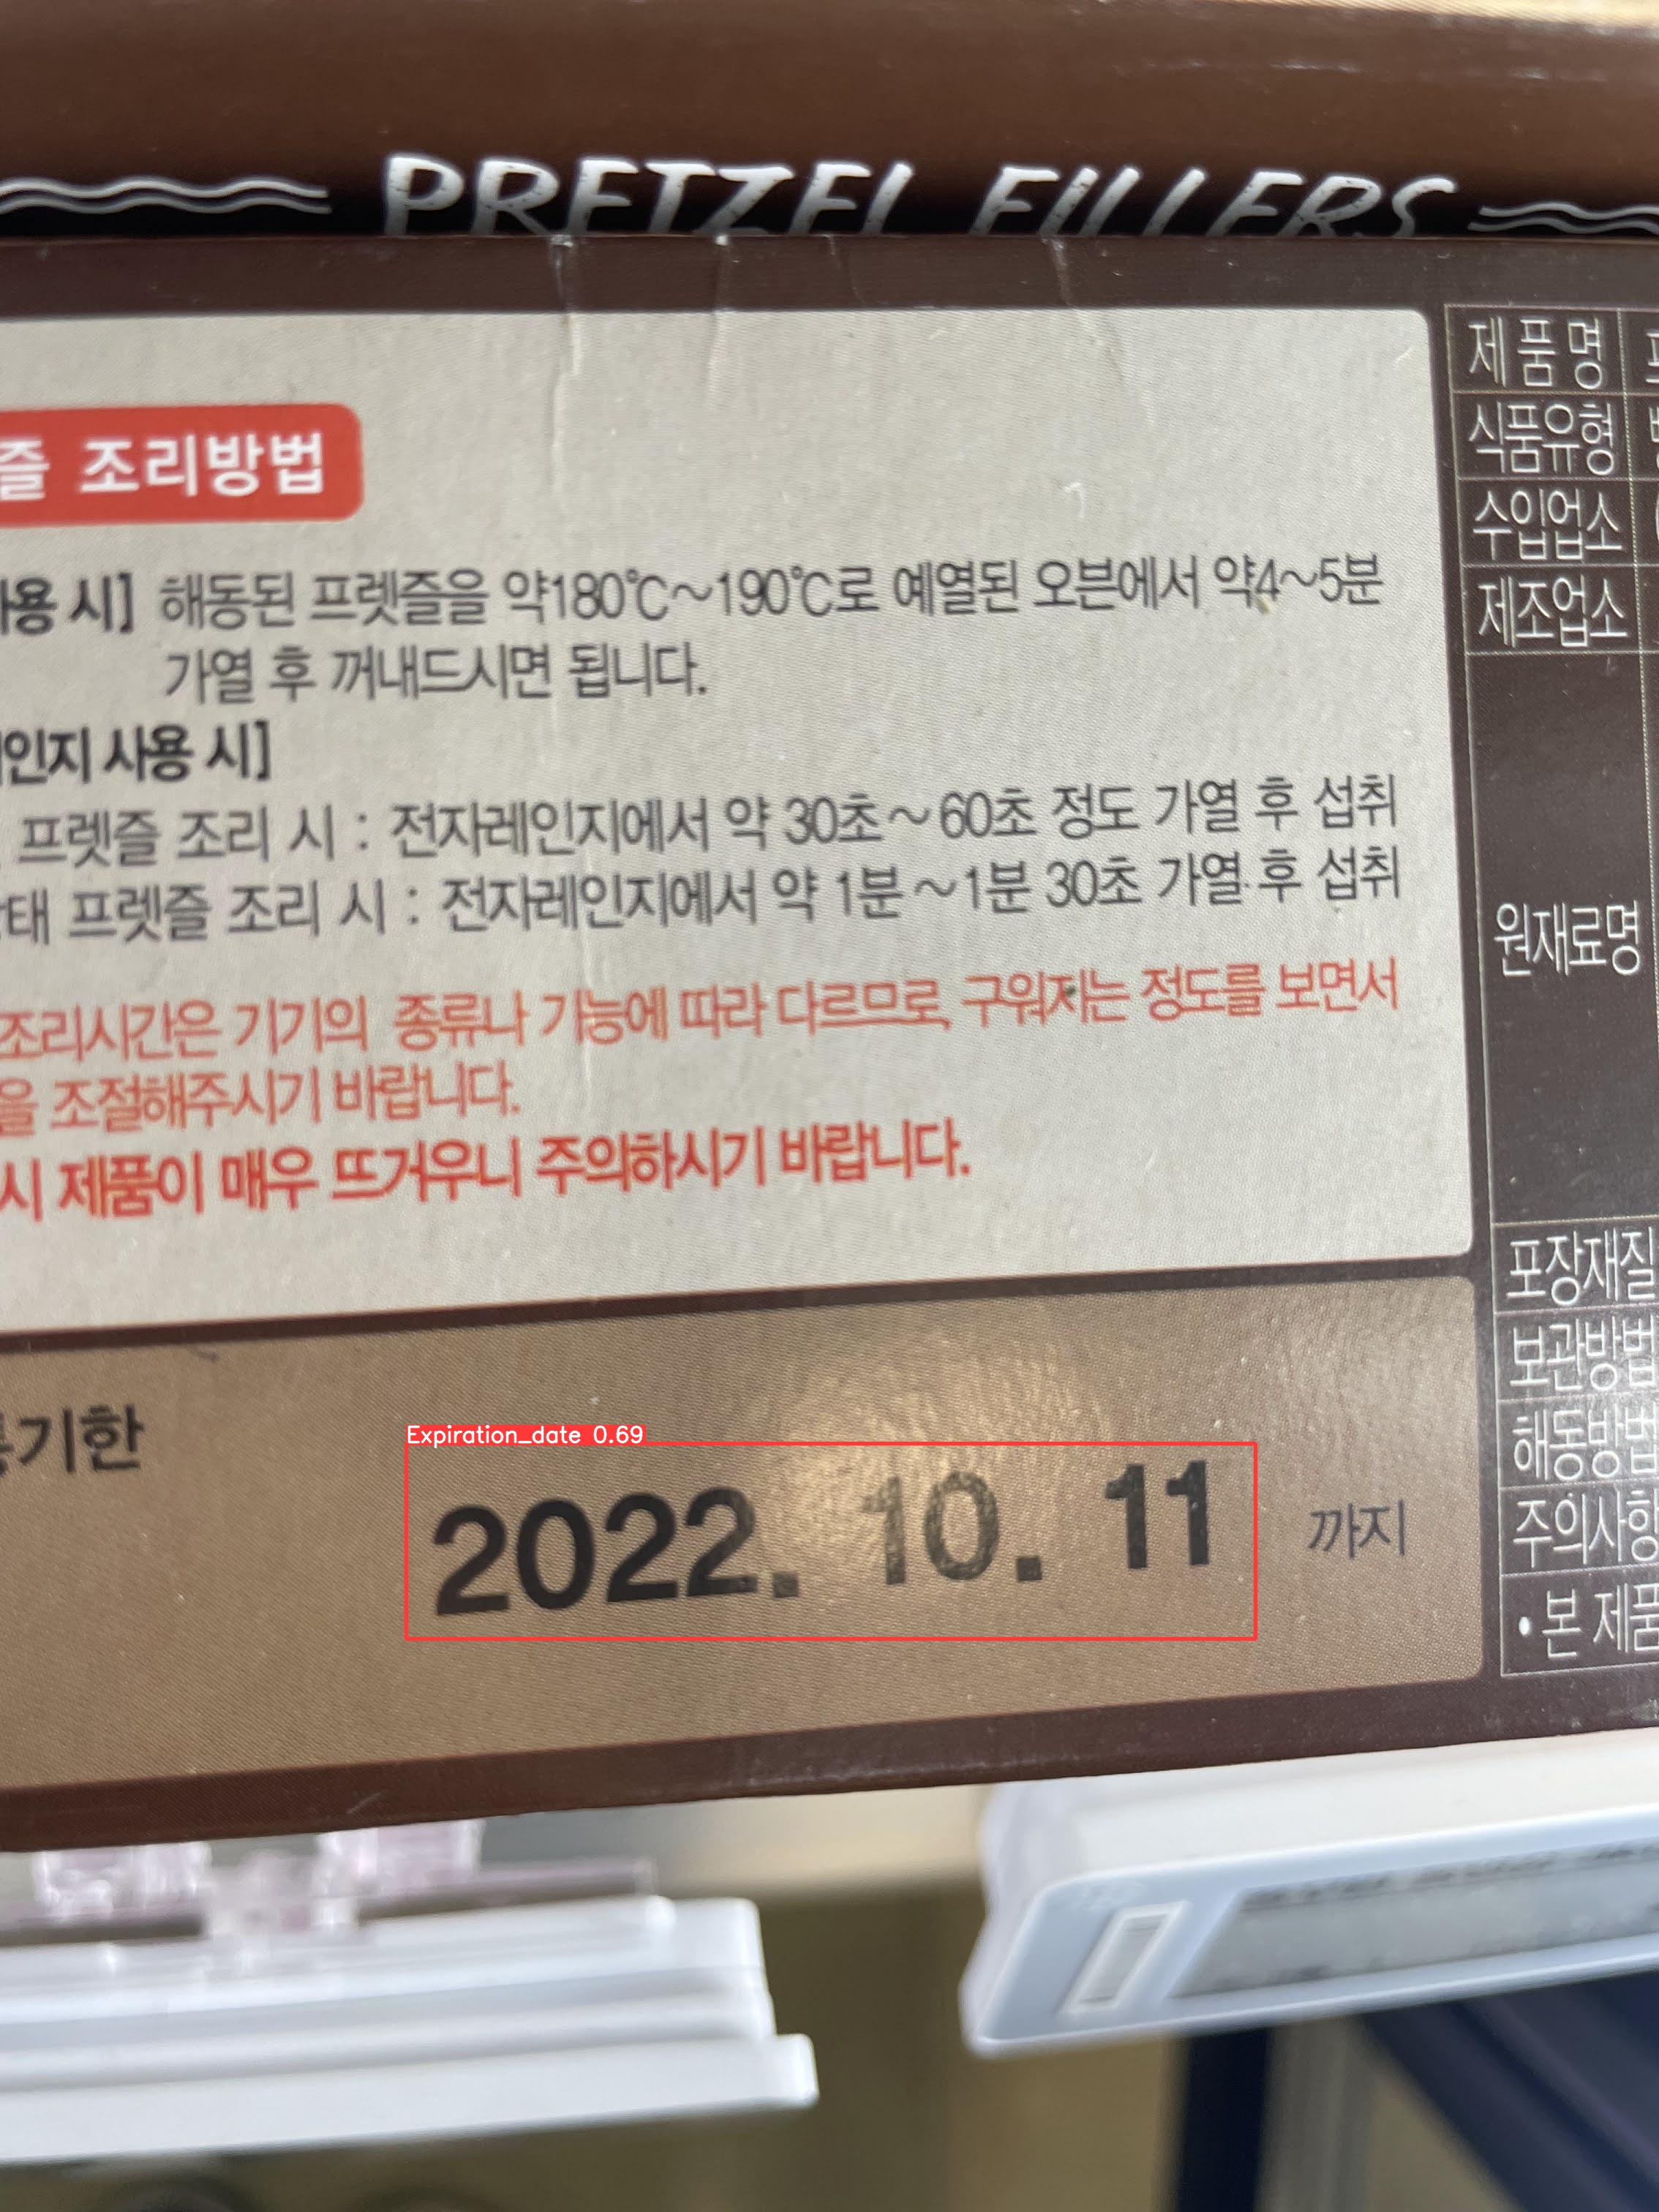 PRETZEL FILLERS
즐 조리방법
사용 시] 해동된 프렛즐을 약180℃~190℃로 예열된 오븐에서 약4~5분
가열 후 꺼내드시면 됩니다.
인지 사용 시]
프렛즐 조리 시 : 전자레인지에서 약 30초~60초 정도 가열 후 섭취
상태 프렛즐 조리 시 : 전자레인지에서 약 1분~1분 30초 가열 후 섭취
조리시간은 기기의 종류나 기능에 따라 다르므로, 구워지는 정도를 보면서
을 조절해주시기 바랍니다.
시 제품이 매우 뜨거우니 주의하시기 바랍니다.
통기한
Expiration_date 0.69
2022. 10. 11 까지
제품명
식품유형
수입업소
제조업소
원재료명
포장재질
보관방법
해동방법
주의사항
• 본 제품